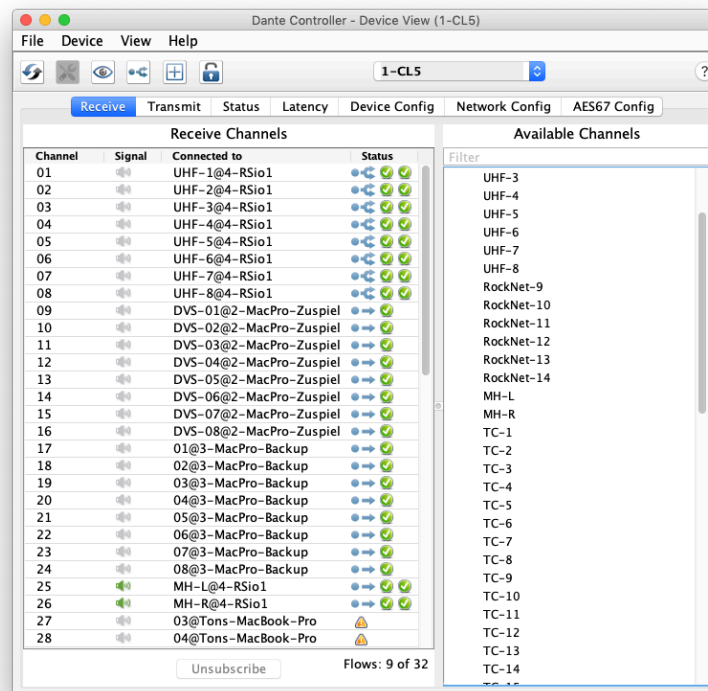 Dante Controller - Device View (1-CL5)
File Device View Help
1-CL5
?
Receive Transmit Status Latency Device Config Network Config AES67 Config
Receive Channels
Channel Signal Connected to Status
01 UHF-1@4-RSio1
02 UHF-2@4-RSio1
03 UHF-3@4-RSio1
04 UHF-4@4-RSio1
05 UHF-5@4-RSio1
06 UHF-6@4-RSio1
07 UHF-7@4-RSio1
08 UHF-8@4-RSio1
09 DVS-01@2-MacPro-Zuspiel
10 DVS-02@2-MacPro-Zuspiel
11 DVS-03@2-MacPro-Zuspiel
12 DVS-04@2-MacPro-Zuspiel
13 DVS-05@2-MacPro-Zuspiel
14 DVS-06@2-MacPro-Zuspiel
15 DVS-07@2-MacPro-Zuspiel
16 DVS-08@2-MacPro-Zuspiel
17 01@3-MacPro-Backup
18 02@3-MacPro-Backup
19 03@3-MacPro-Backup
20 04@3-MacPro-Backup
21 05@3-MacPro-Backup
22 06@3-MacPro-Backup
23 07@3-MacPro-Backup
24 08@3-MacPro-Backup
25 MH-L@4-RSio1
26 MH-R@4-RSio1
27 03@Tons-MacBook-Pro
28 04@Tons-MacBook-Pro
Unsubscribe
Flows: 9 of 32
Available Channels
Filter
UHF-3
UHF-4
UHF-5
UHF-6
UHF-7
UHF-8
RockNet-9
RockNet-10
RockNet-11
RockNet-12
RockNet-13
RockNet-14
MH-L
MH-R
TC-1
TC-2
TC-3
TC-4
TC-5
TC-6
TC-7
TC-8
TC-9
TC-10
TC-11
TC-12
TC-13
TC-14